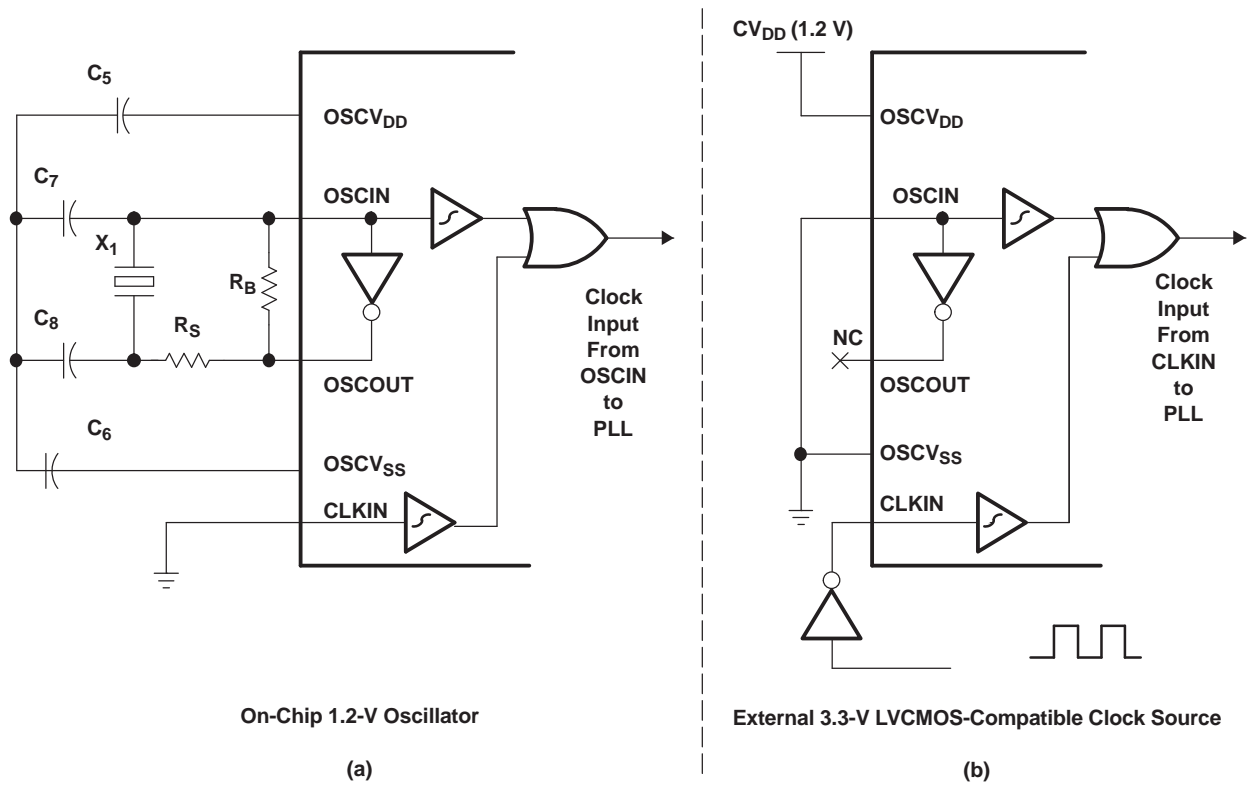 C5
OSCVDD
C7
OSCIN
X1
RB
C8
RS
OSCOUT
Clock
Input
From
OSCIN
to
PLL
C6
OSCVSS
CLKIN
On-Chip 1.2-V Oscillator
(a)
CVDD (1.2 V)
OSCVDD
OSCIN
NC
OSCOUT
Clock
Input
From
CLKIN
to
PLL
OSCVSS
CLKIN
External 3.3-V LVCMOS-Compatible Clock Source
(b)